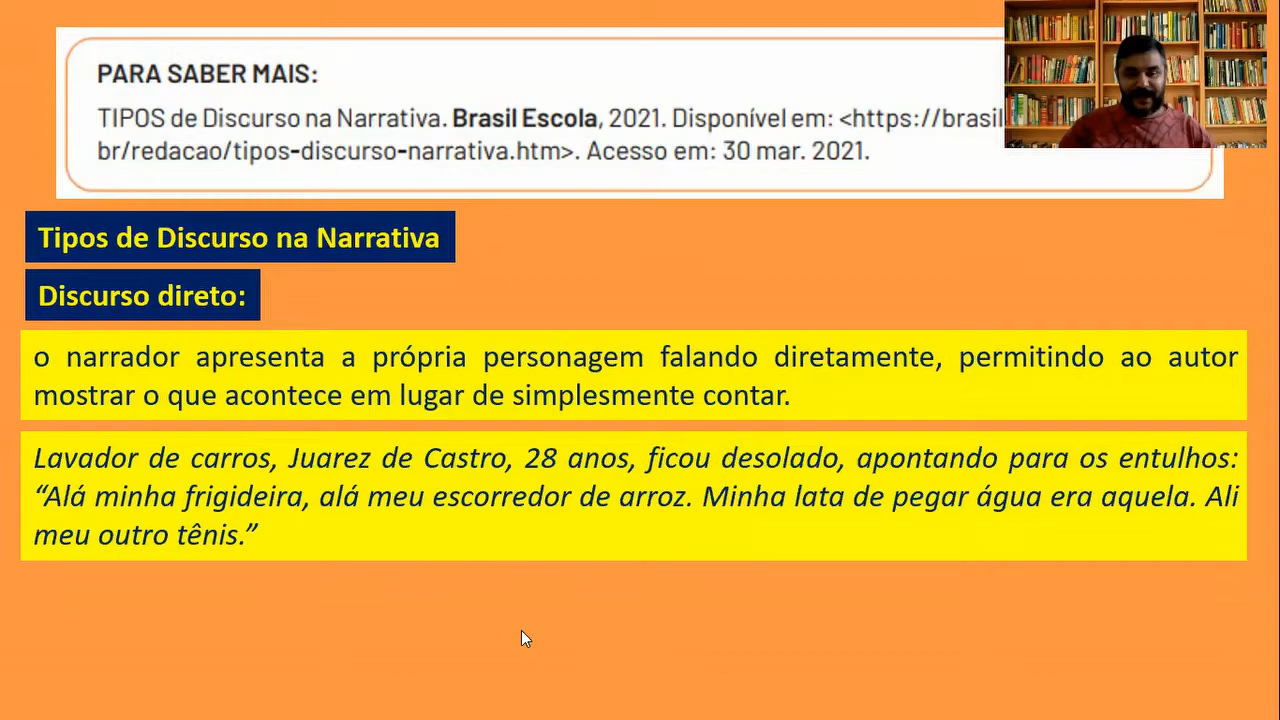 PARA SABER MAIS:
TIPOS de Discurso na Narrativa. Brasil Escola, 2021. Disponível em: <https://brasil
br/redacao/tipos-discurso-narrativa.htm>. Acesso em: 30 mar. 2021.
Tipos de Discurso na Narrativa
Discurso direto:
o narrador apresenta a própria personagem falando diretamente, permitindo ao autor
mostrar o que acontece em lugar de simplesmente contar.
Lavador de carros, Juarez de Castro, 28 anos, ficou desolado, apontando para os entulhos:
“Alá minha frigideira, alá meu escorredor de arroz. Minha lata de pegar água era aquela. Ali
meu outro tênis.”